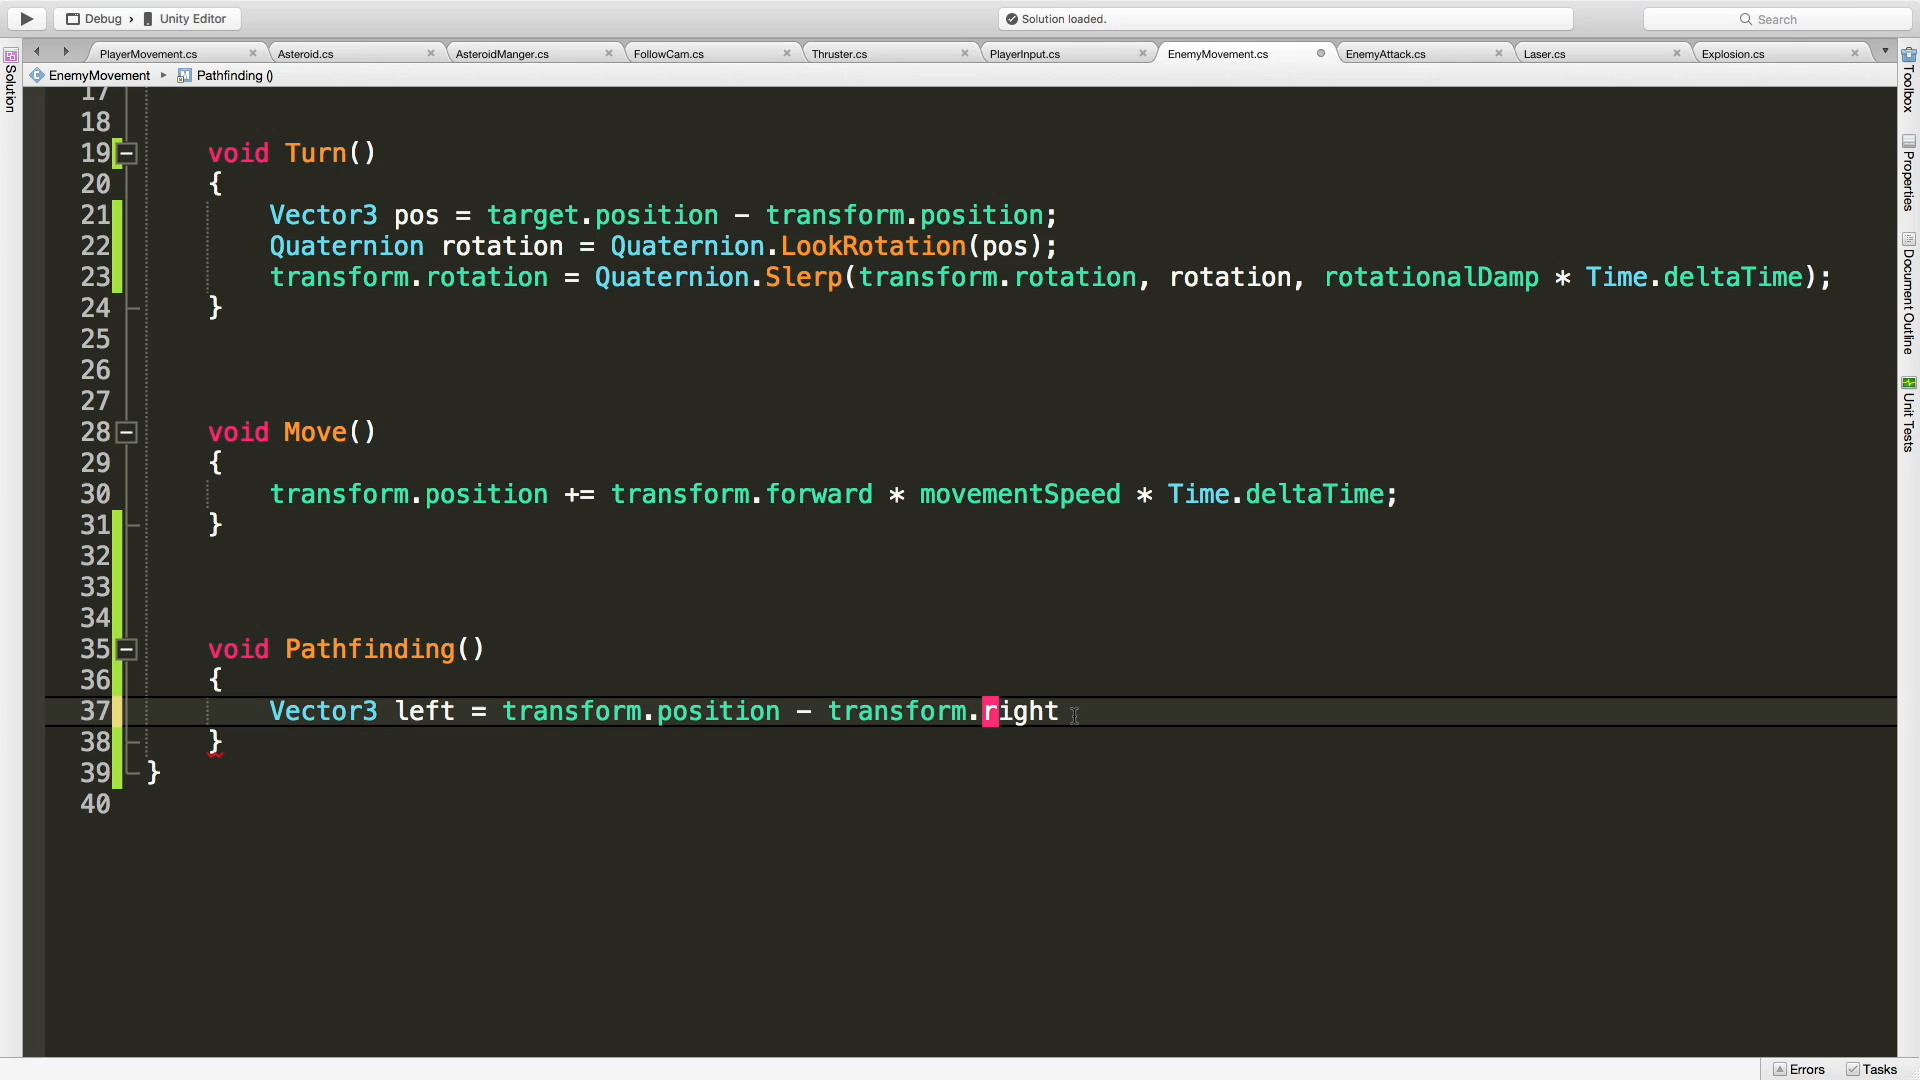 Debug › Unity Editor
Solution loaded.
Search
PlayerMovement.cs
Asteroid.cs
AsteroidManger.cs
FollowCam.cs
Thruster.cs
PlayerInput.cs
EnemyMovement.cs
EnemyAttack.cs
Laser.cs
Explosion.cs
EnemyMovement ▸ Pathfinding ()
Solution
Toolbox
Properties
Document Outline
Unit Tests
17
18
19 void Turn()
20 {
21 Vector3 pos = target.position - transform.position;
22 Quaternion rotation = Quaternion.LookRotation(pos);
23 transform.rotation = Quaternion.Slerp(transform.rotation, rotation, rotationalDamp * Time.deltaTime);
24 }
25
26
27
28 void Move()
29 {
30 transform.position += transform.forward * movementSpeed * Time.deltaTime;
31 }
32
33
34
35 void Pathfinding()
36 {
37 Vector3 left = transform.position - transform.right
38 }
39 }
40
Errors
Tasks